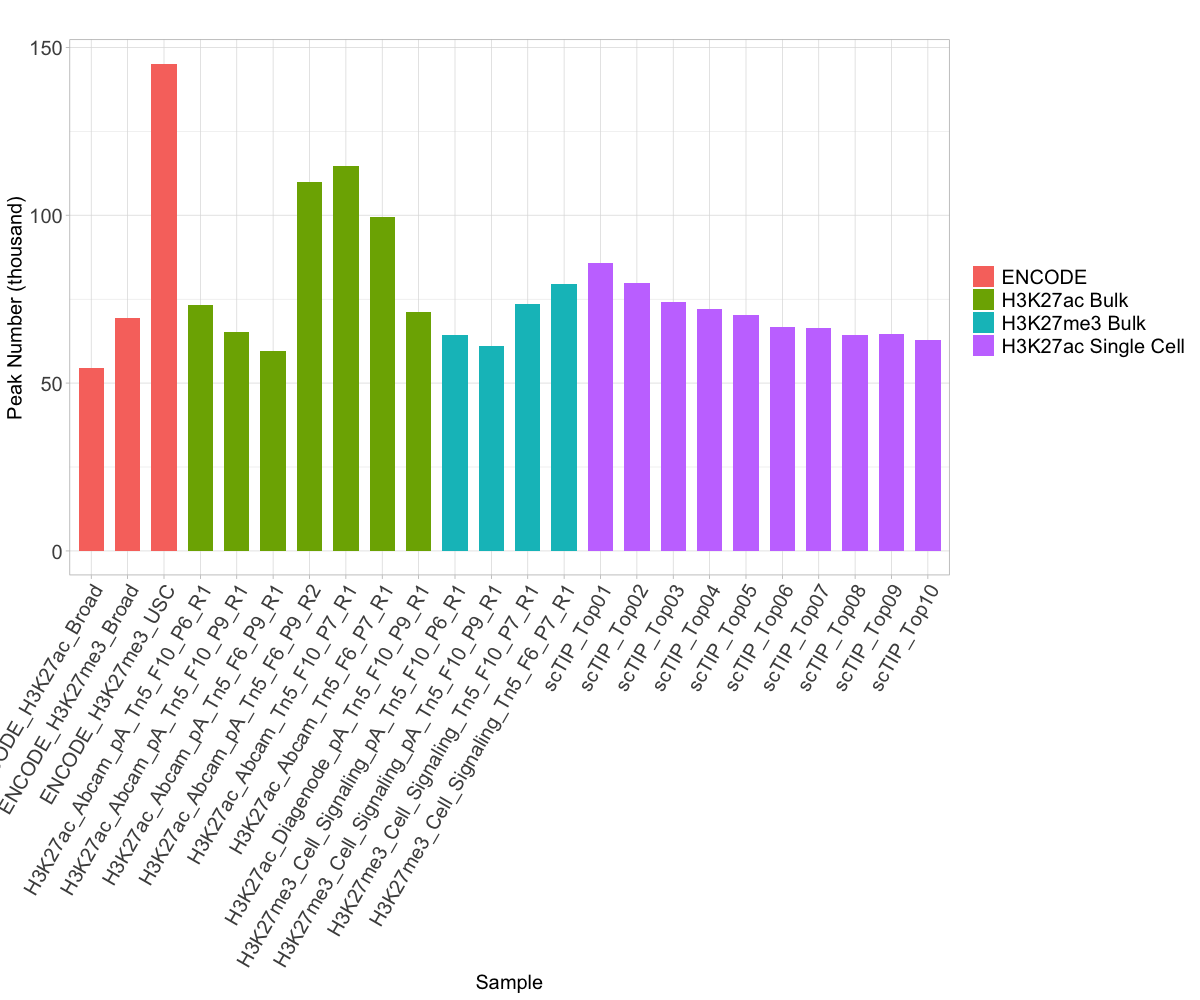 150
100
50
0
Peak Number (thousand)
ODE_H3K27ac_Broad
ENCODE_H3K27me3_Broad
ENCODE_H3K27me3_USC
H3K27ac_Abcam_pA_Tn5_F10_P6_R1
H3K27ac_Abcam_pA_Tn5_F10_P9_R1
H3K27ac_Abcam_pA_Tn5_F6_P9_R1
H3K27ac_Abcam_pA_Tn5_F6_P9_R2
H3K27ac_Abcam_Tn5_F10_P7_R1
H3K27ac_Abcam_Tn5_F6_P7_R1
H3K27ac_Diagenode_pA_Tn5_F10_P9_R1
H3K27me3_Cell_Signaling_pA_Tn5_F10_P6_R1
H3K27me3_Cell_Signaling_pA_Tn5_F10_P9_R1
H3K27me3_Cell_Signaling_Tn5_F10_P7_R1
H3K27me3_Cell_Signaling_Tn5_F6_P7_R1
scTIP_Top01
scTIP_Top02
scTIP_Top03
scTIP_Top04
scTIP_Top05
scTIP_Top06
scTIP_Top07
scTIP_Top08
scTIP_Top09
scTIP_Top10
Sample
ENCODE
H3K27ac Bulk
H3K27me3 Bulk
H3K27ac Single Cell